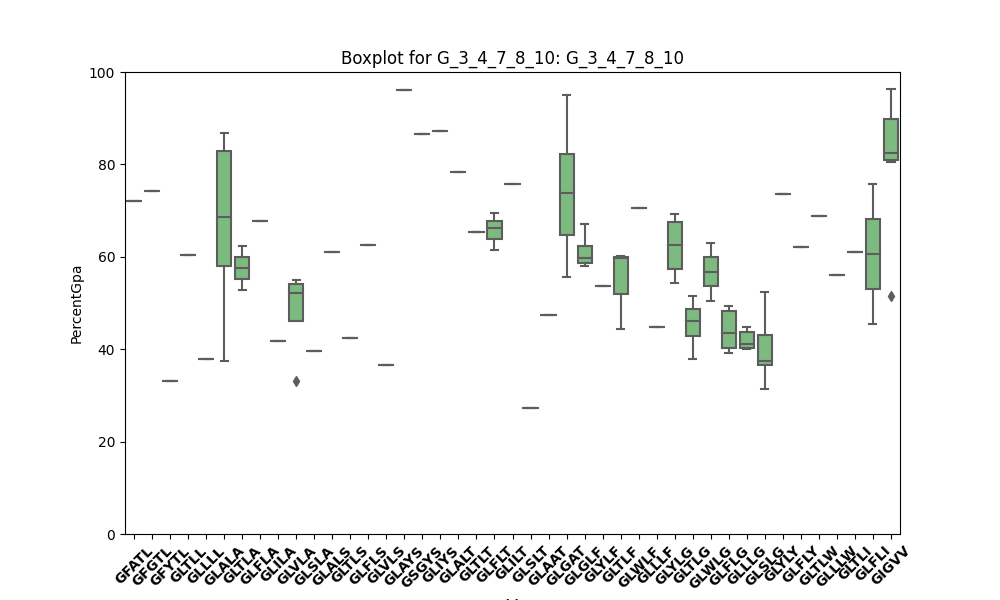 Boxplot for G_3_4_7_8_10: G_3_4_7_8_10
PercentGpa
100
80
60
40
20
0
GFATL
GFGTL
GFYTL
GLTLL
GLLLL
GLALA
GLTLA
GLFLA
GLILA
GLVLA
GLSLA
GLALS
GLTLS
GLFLS
GLVLS
GLAYS
GSGYS
GLIYS
GLALT
GLTLT
GLFLT
GLILT
GLSLT
GLAAT
GLGAT
GLGLF
GLYLF
GLTLF
GLWLF
GLLLF
GLYLG
GLTLG
GLWLG
GLFLG
GLLLG
GLSLG
GLYLY
GLFLY
GLTLW
GLLLW
GLTLI
GLFLI
GIGVV